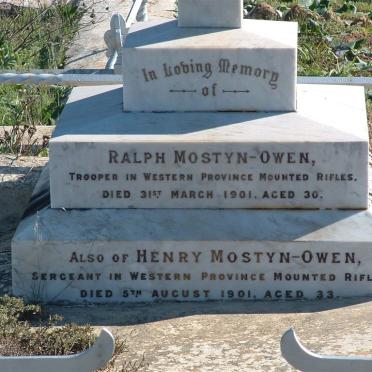 In Loving Memory
of
RALPH MOSTYN-OWEN,
TROOPER IN WESTERN PROVINCE MOUNTED RIFLES.
DIED 31ST MARCH 1901, AGED 30.
ALSO OF HENRY MOSTYN-OWEN,
SERGEANT IN WESTERN PROVINCE MOUNTED RIFL
DIED 5TH AUGUST 1901, AGED 33.